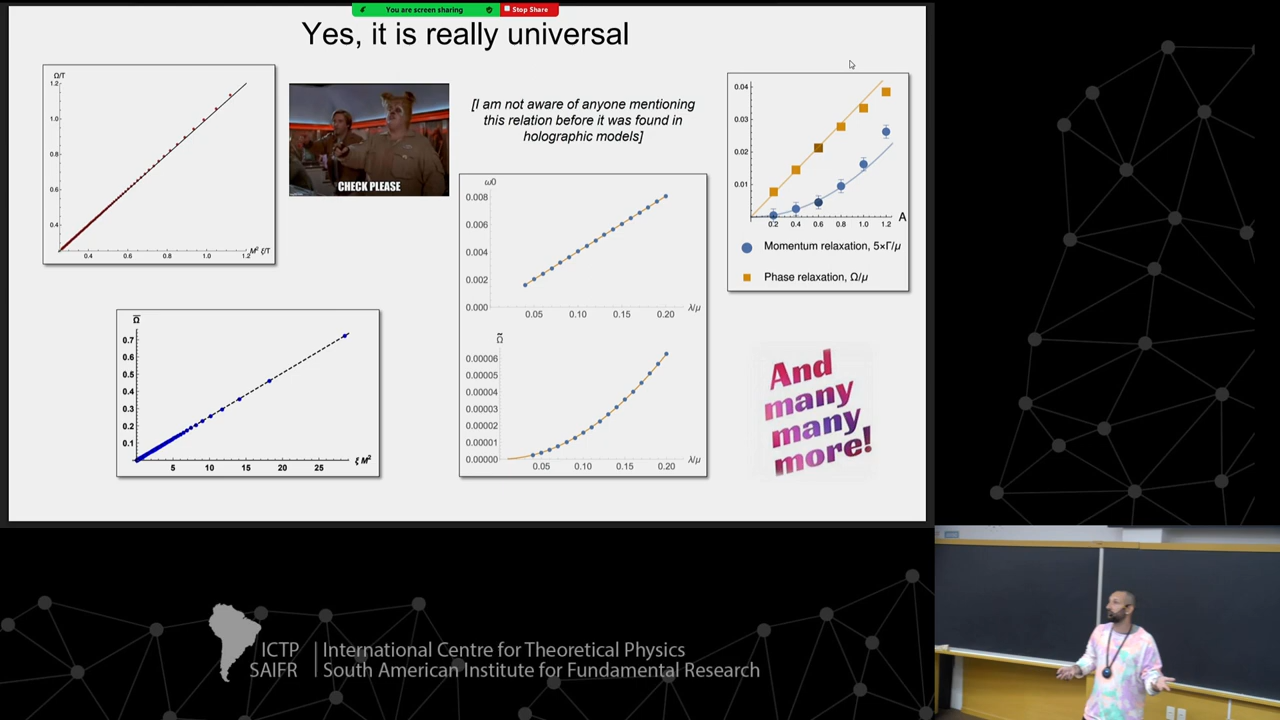 You are screen sharing
Stop Share
Yes, it is really universal
Ω/T
1.2
1.0
0.8
0.6
0.4
0.4 0.6 0.8 1.0 1.2
M² ξ/T
CHECK PLEASE
[I am not aware of anyone mentioning
this relation before it was found in
holographic models]
0.04
0.03
0.02
0.01
0.2 0.4 0.6 0.8 1.0 1.2
A
Momentum relaxation, 5×Γ/μ
Phase relaxation, Ω/μ
ω0
0.008
0.006
0.004
0.002
0.000
0.05 0.10 0.15 0.20
λ/μ
Ω̃
0.00006
0.00005
0.00004
0.00003
0.00002
0.00001
0.00000
0.05 0.10 0.15 0.20
λ/μ
Ω̅
0.7
0.6
0.5
0.4
0.3
0.2
0.1
5 10 15 20 25
ξ M²
And
many
many
more!
ICTP
SAIFR
International Centre for Theoretical Physics
South American Institute for Fundamental Research